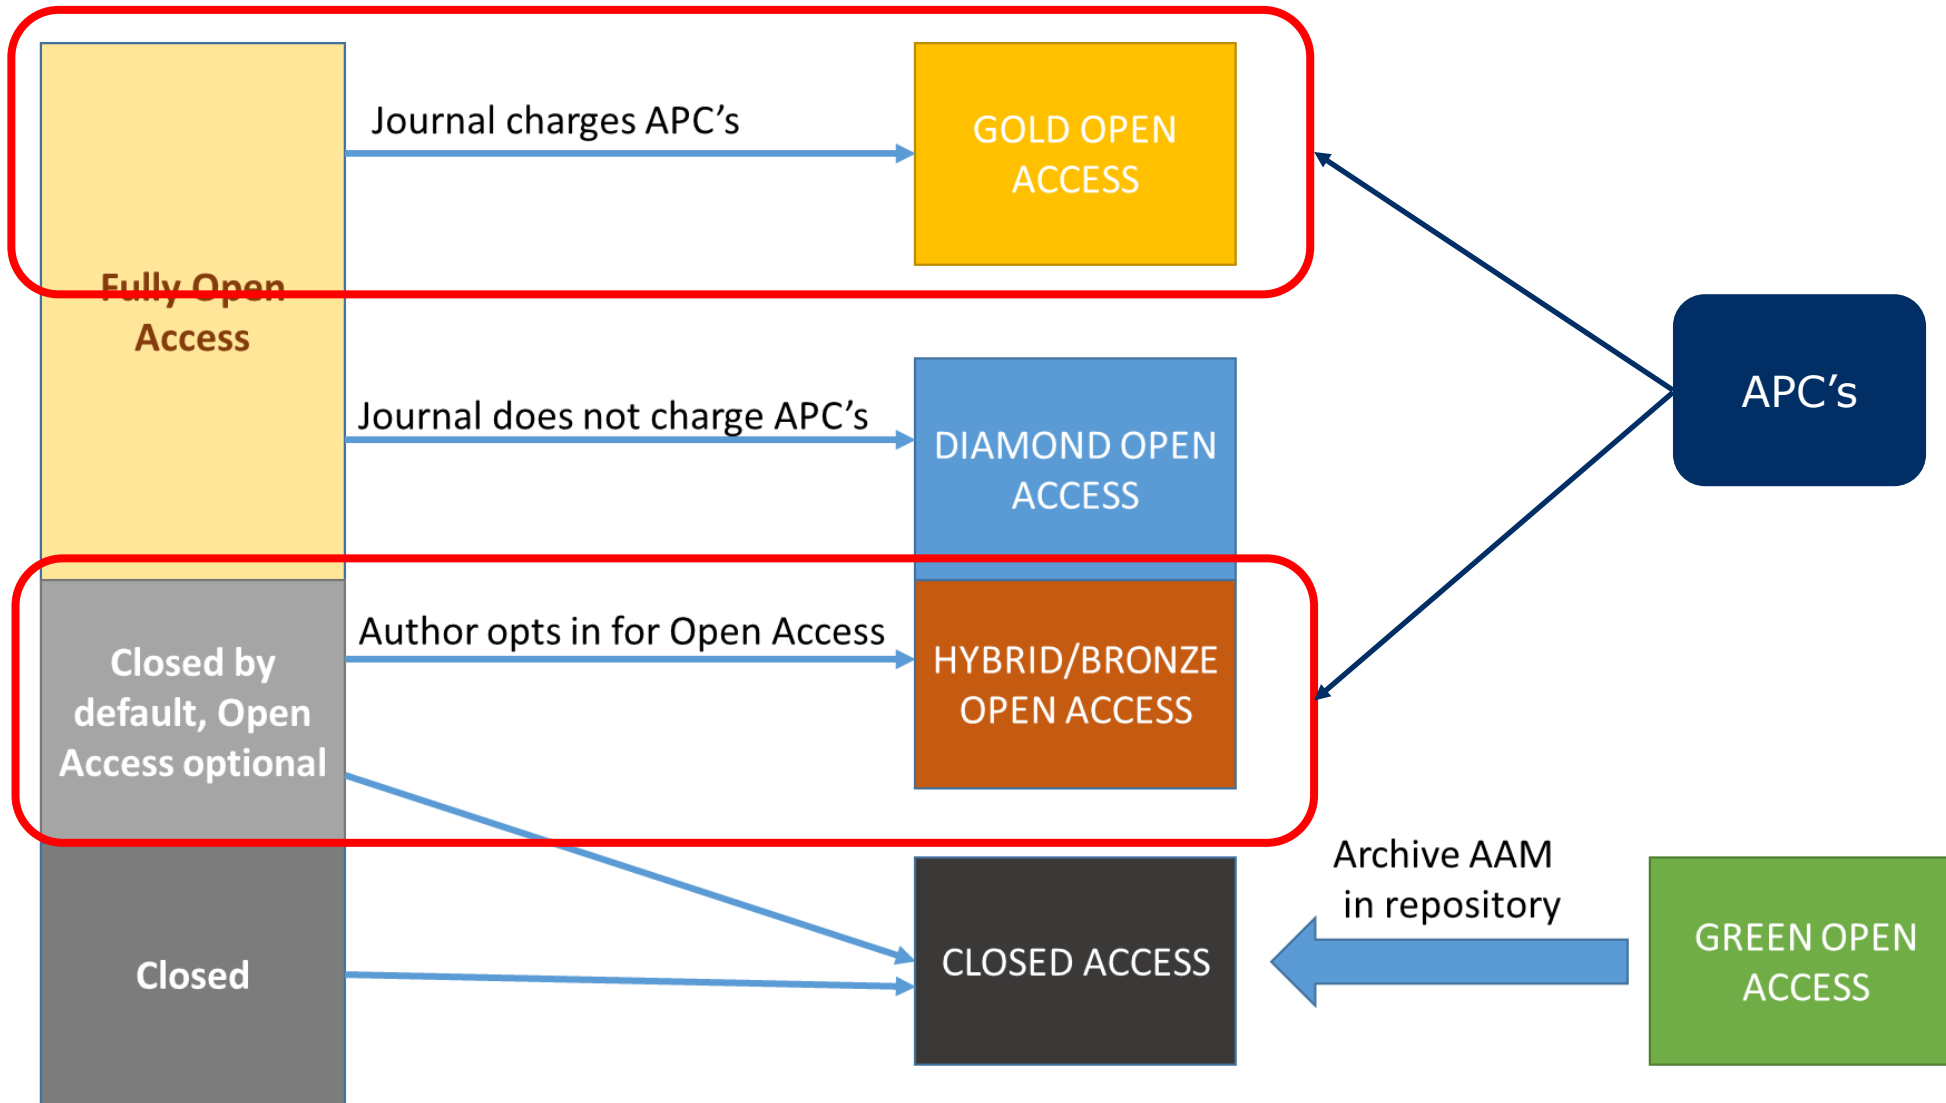 Journal charges APC's
GOLD OPEN
ACCESS
Fully Open
Access
APC's
Journal does not charge APC's
DIAMOND OPEN
ACCESS
Closed by
default, Open
Access optional
Author opts in for Open Access
HYBRID/BRONZE
OPEN ACCESS
Closed
CLOSED ACCESS
Archive AAM
in repository
GREEN OPEN
ACCESS